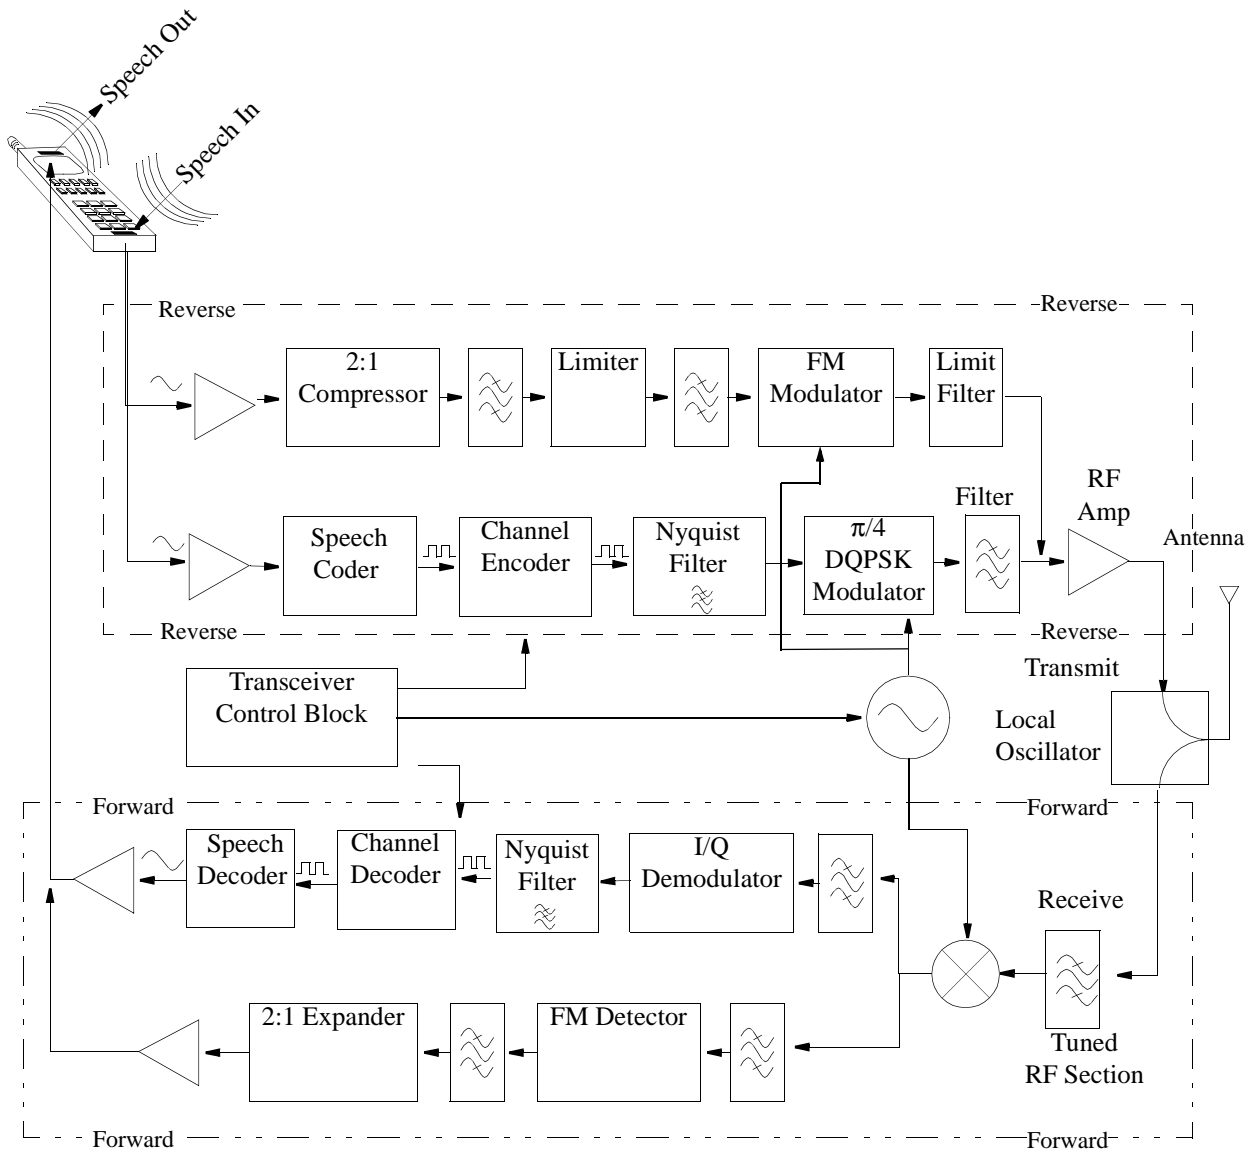 Speech Out
Speech In
Reverse
Reverse
2:1
Compressor
Limiter
FM
Modulator
Limit
Filter
RF
Amp
Antenna
Speech
Coder
Channel
Encoder
Nyquist
Filter
π/4
DQPSK
Modulator
Filter
Reverse
Reverse
Transceiver
Control Block
Transmit
Local
Oscillator
Forward
Forward
Speech
Decoder
Channel
Decoder
Nyquist
Filter
I/Q
Demodulator
Receive
2:1 Expander
FM Detector
Tuned
RF Section
Forward
Forward